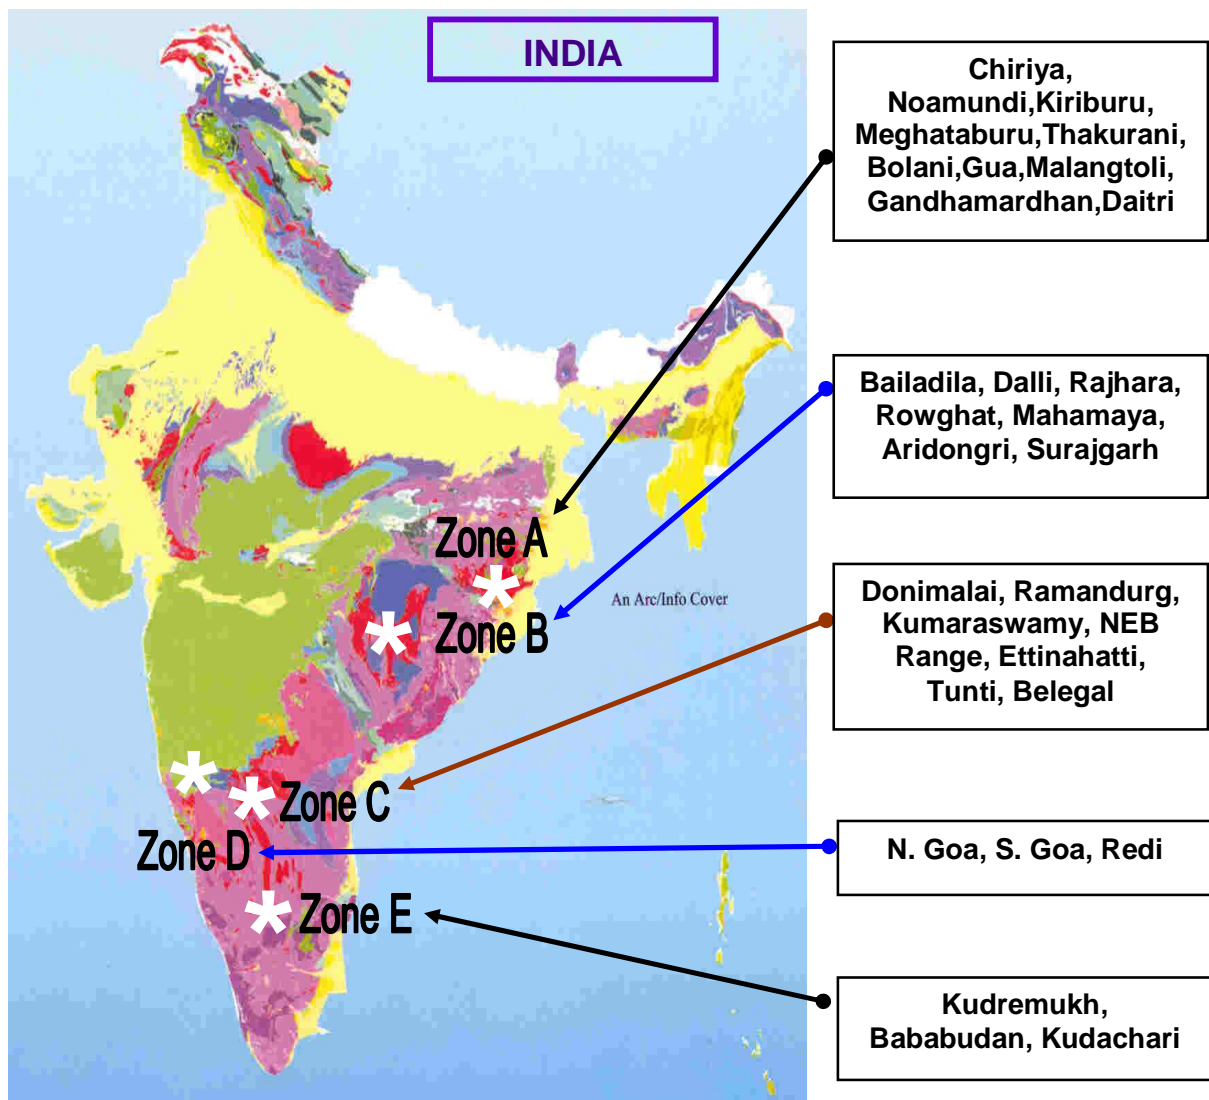 INDIA
Chiriya,
Noamundi,Kiriburu,
Meghataburu,Thakurani,
Bolani,Gua,Malangtoli,
Gandhamardhan,Daitri
Bailadila, Dalli, Rajhara,
Rowghat, Mahamaya,
Aridongri, Surajgarh
Zone A
An Arc/Info Cover
Zone B
Donimalai, Ramandurg,
Kumaraswamy, NEB
Range, Ettinahatti,
Tunti, Belegal
Zone C
Zone D
N. Goa, S. Goa, Redi
Zone E
Kudremukh,
Bababudan, Kudachari